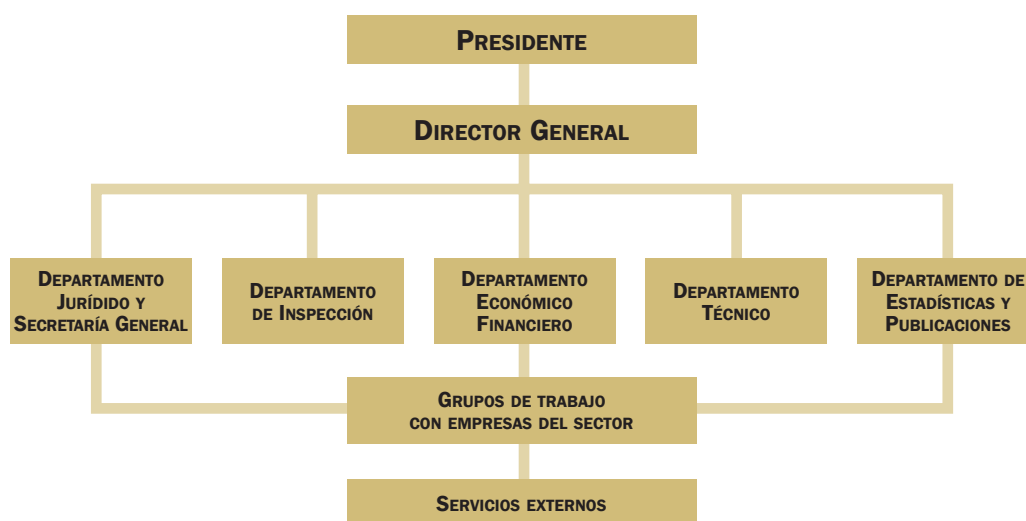 Presidente
Director General
Departamento
Jurídido y
Secretaría General
Departamento
de Inspección
Departamento
Económico
Financiero
Departamento
Técnico
Departamento de
Estadísticas y
Publicaciones
Grupos de trabajo
con empresas del sector
Servicios externos